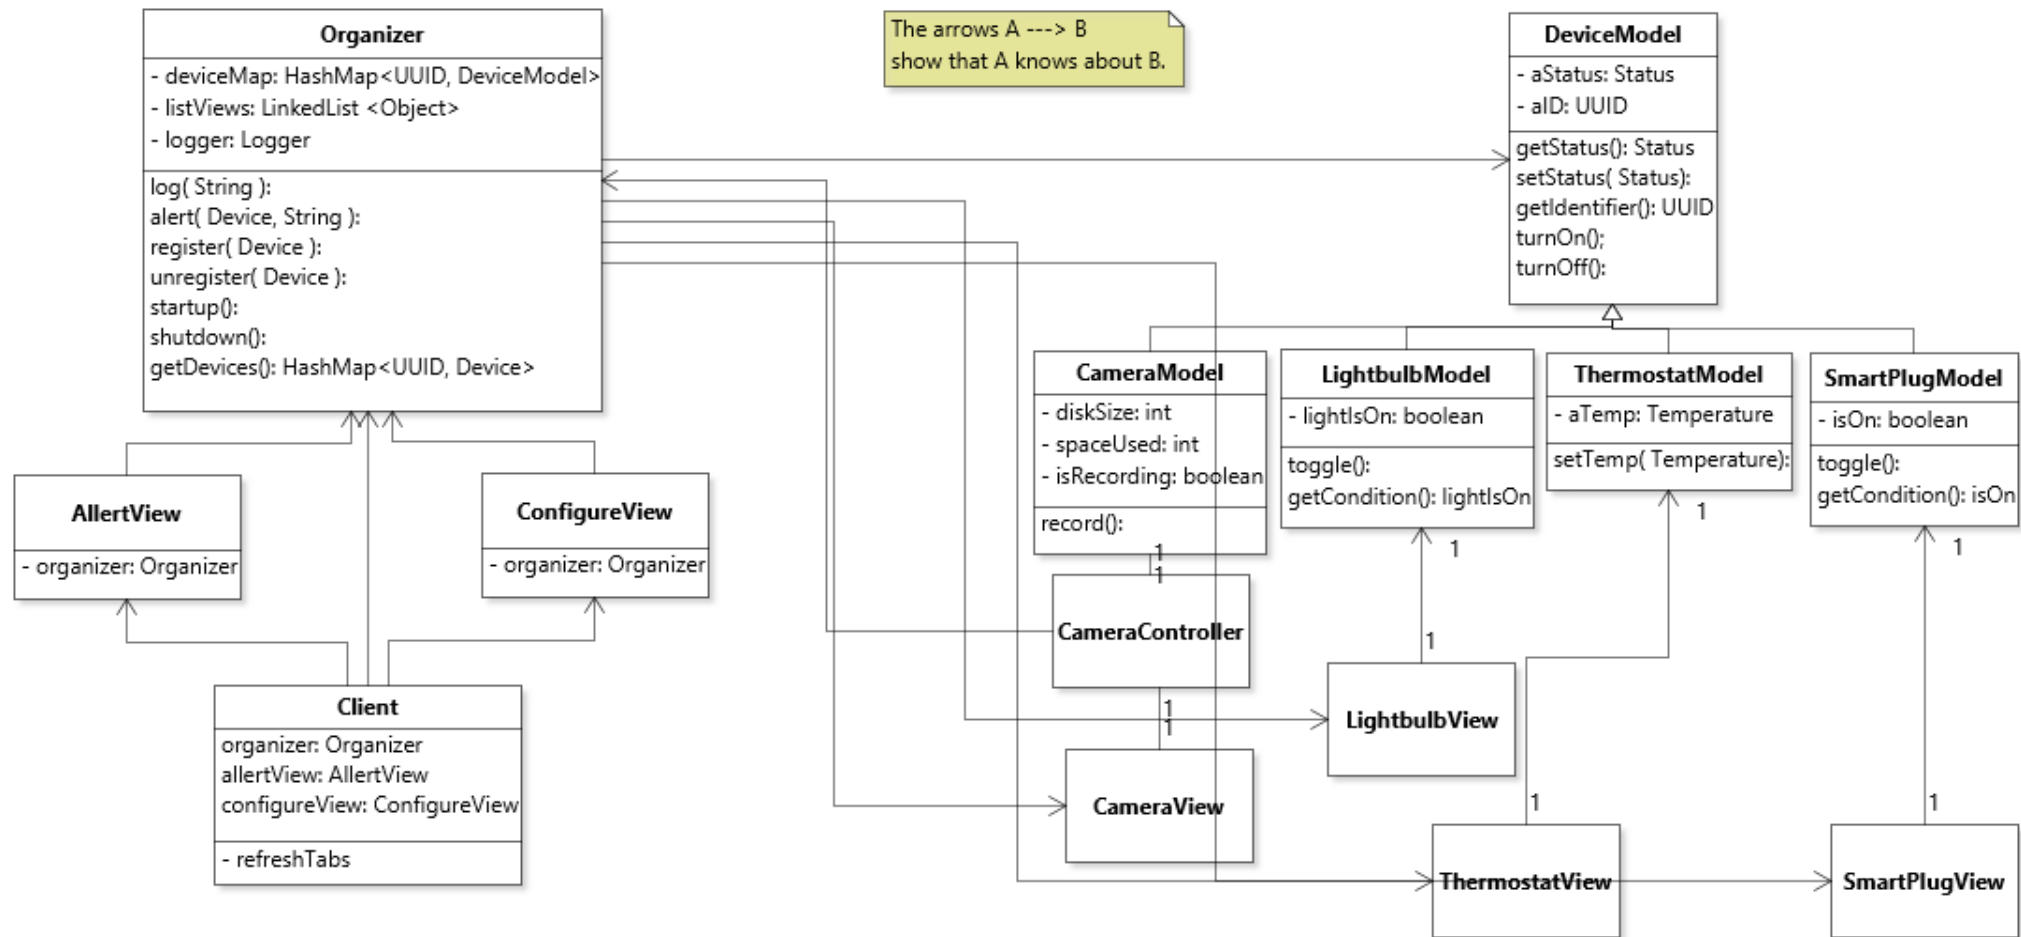 Organizer
- deviceMap: HashMap<UUID, DeviceModel>
- listViews: LinkedList <Object>
- logger: Logger
log( String ):
alert( Device, String ):
register( Device ):
unregister( Device ):
startup():
shutdown():
getDevices(): HashMap<UUID, Device>
The arrows A ---> B
show that A knows about B.
DeviceModel
- aStatus: Status
- aID: UUID
getStatus(): Status
setStatus( Status):
getIdentifier(): UUID
turnOn();
turnOff():
CameraModel
- diskSize: int
- spaceUsed: int
- isRecording: boolean
record():
LightbulbModel
- lightIsOn: boolean
toggle():
getCondition(): lightIsOn
ThermostatModel
- aTemp: Temperature
setTemp( Temperature):
SmartPlugModel
- isOn: boolean
toggle():
getCondition(): isOn
AllertView
- organizer: Organizer
ConfigureView
- organizer: Organizer
1
1
1
1
1
CameraController
1
LightbulbView
1
1
Client
organizer: Organizer
allertView: AllertView
configureView: ConfigureView
- refreshTabs
CameraView
1
1
ThermostatView
SmartPlugView